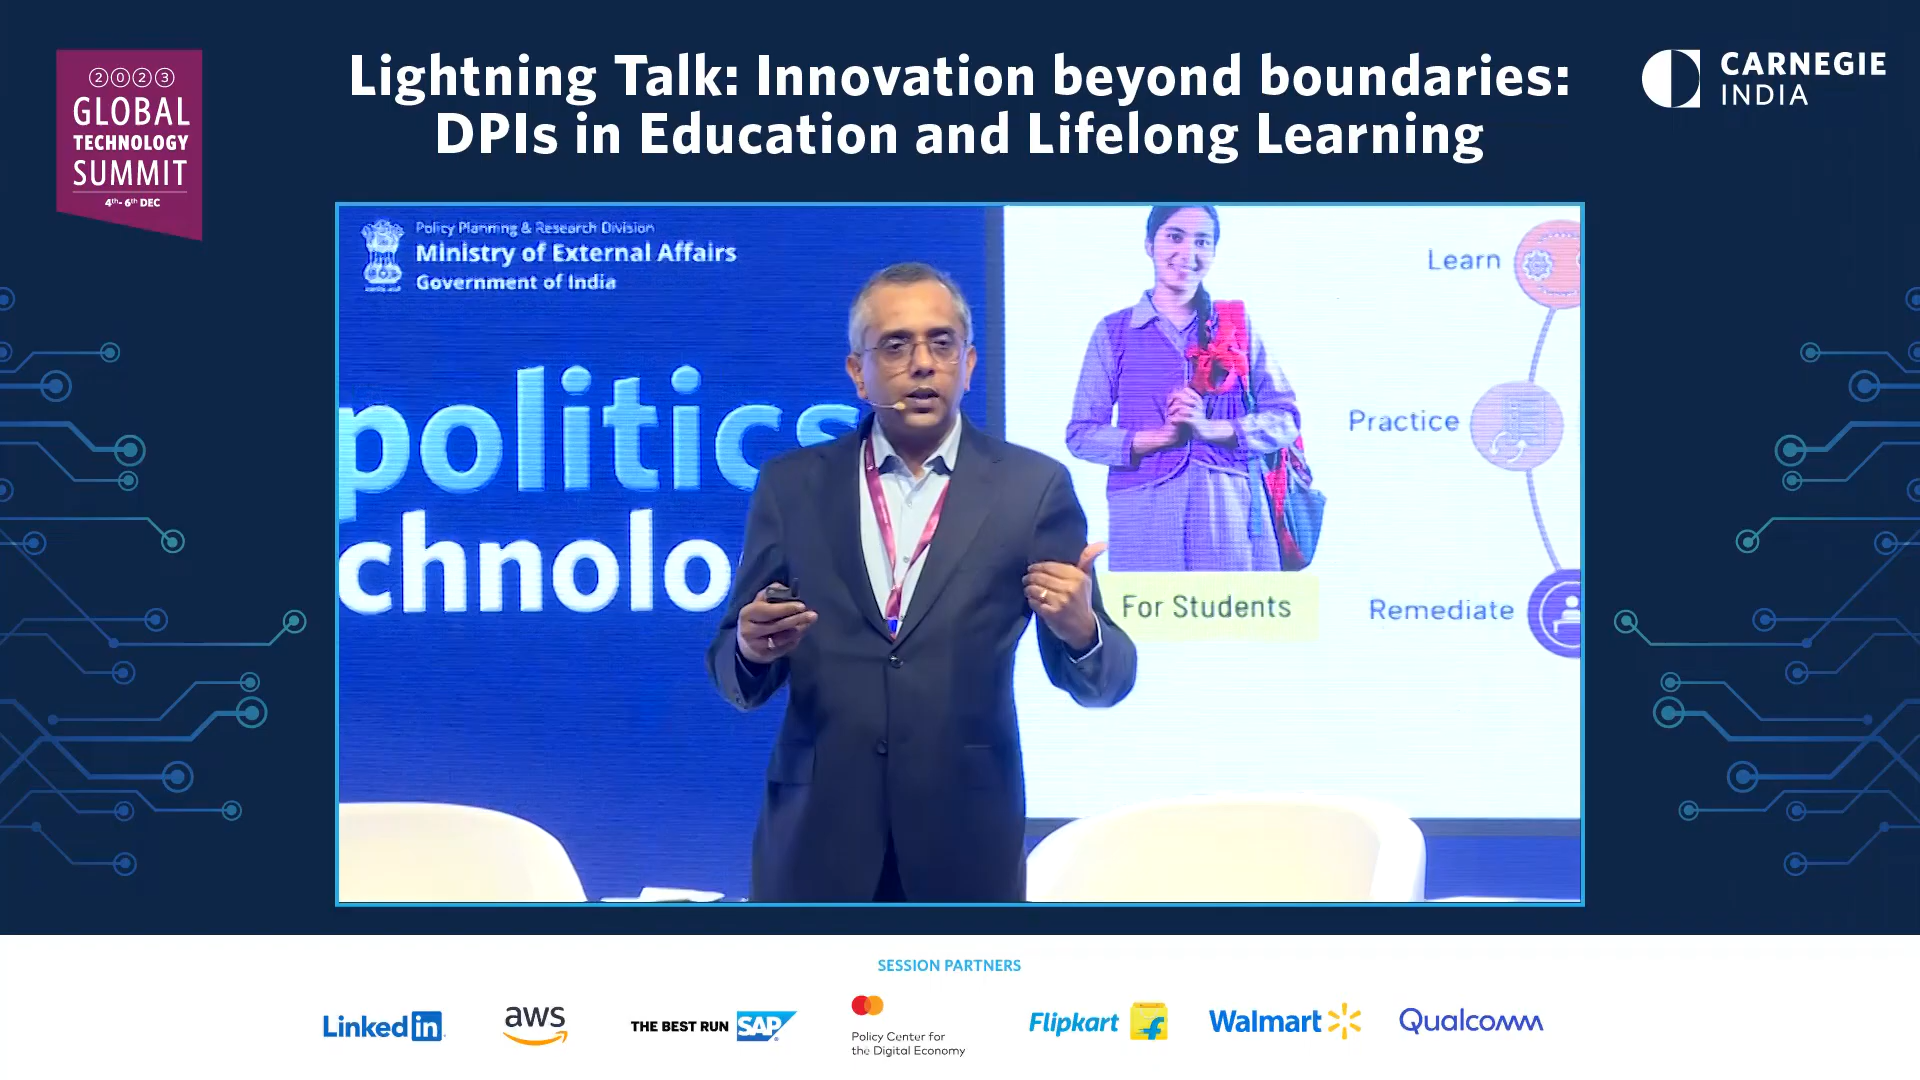 2023
GLOBAL
TECHNOLOGY
SUMMIT
4th- 6th DEC
Lightning Talk: Innovation beyond boundaries:
DPIs in Education and Lifelong Learning
CARNEGIE
INDIA
Policy Planning & Research Division
Ministry of External Affairs
Government of India
politics
chnolo
Learn
Practice
For Students
Remediate
SESSION PARTNERS
LinkedIn
aws
THE BEST RUN SAP
Policy Center for
the Digital Economy
Flipkart
Walmart
Qualcomm